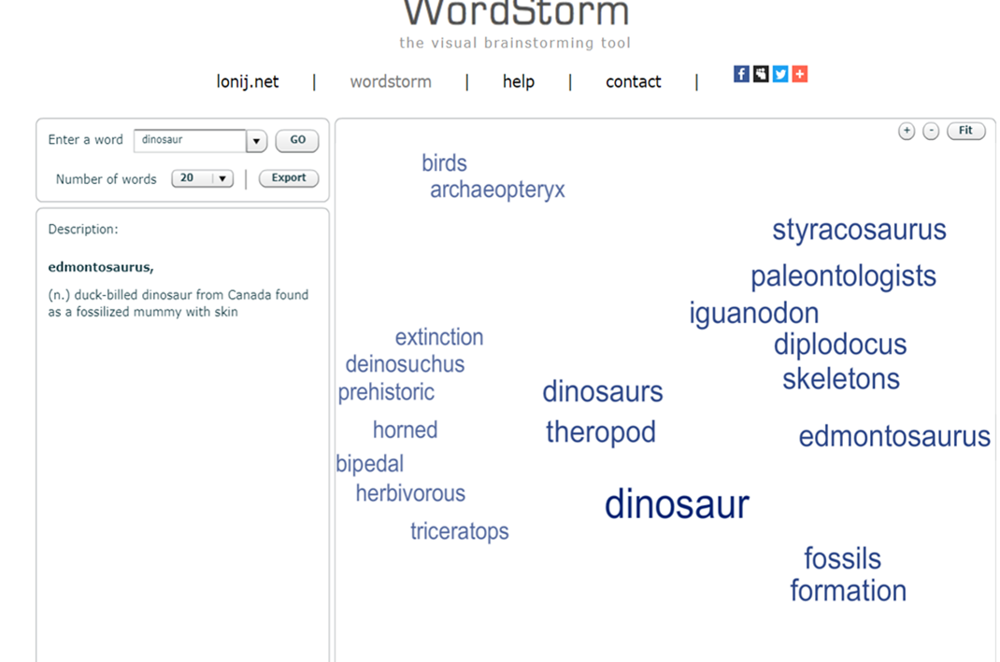 WordStorm
the visual brainstorming tool
lonij.net | wordstorm | help | contact |
Enter a word dinosaur GO
Number of words 20 | Export
Description:
edmontosaurus,
(n.) duck-billed dinosaur from Canada found
as a fossilized mummy with skin
+ - Fit
birds
archaeopteryx
styracosaurus
paleontologists
iguanodon
extinction
diplodocus
deinosuchus
skeletons
prehistoric
dinosaurs
horned
theropod
edmontosaurus
bipedal
herbivorous
dinosaur
triceratops
fossils
formation